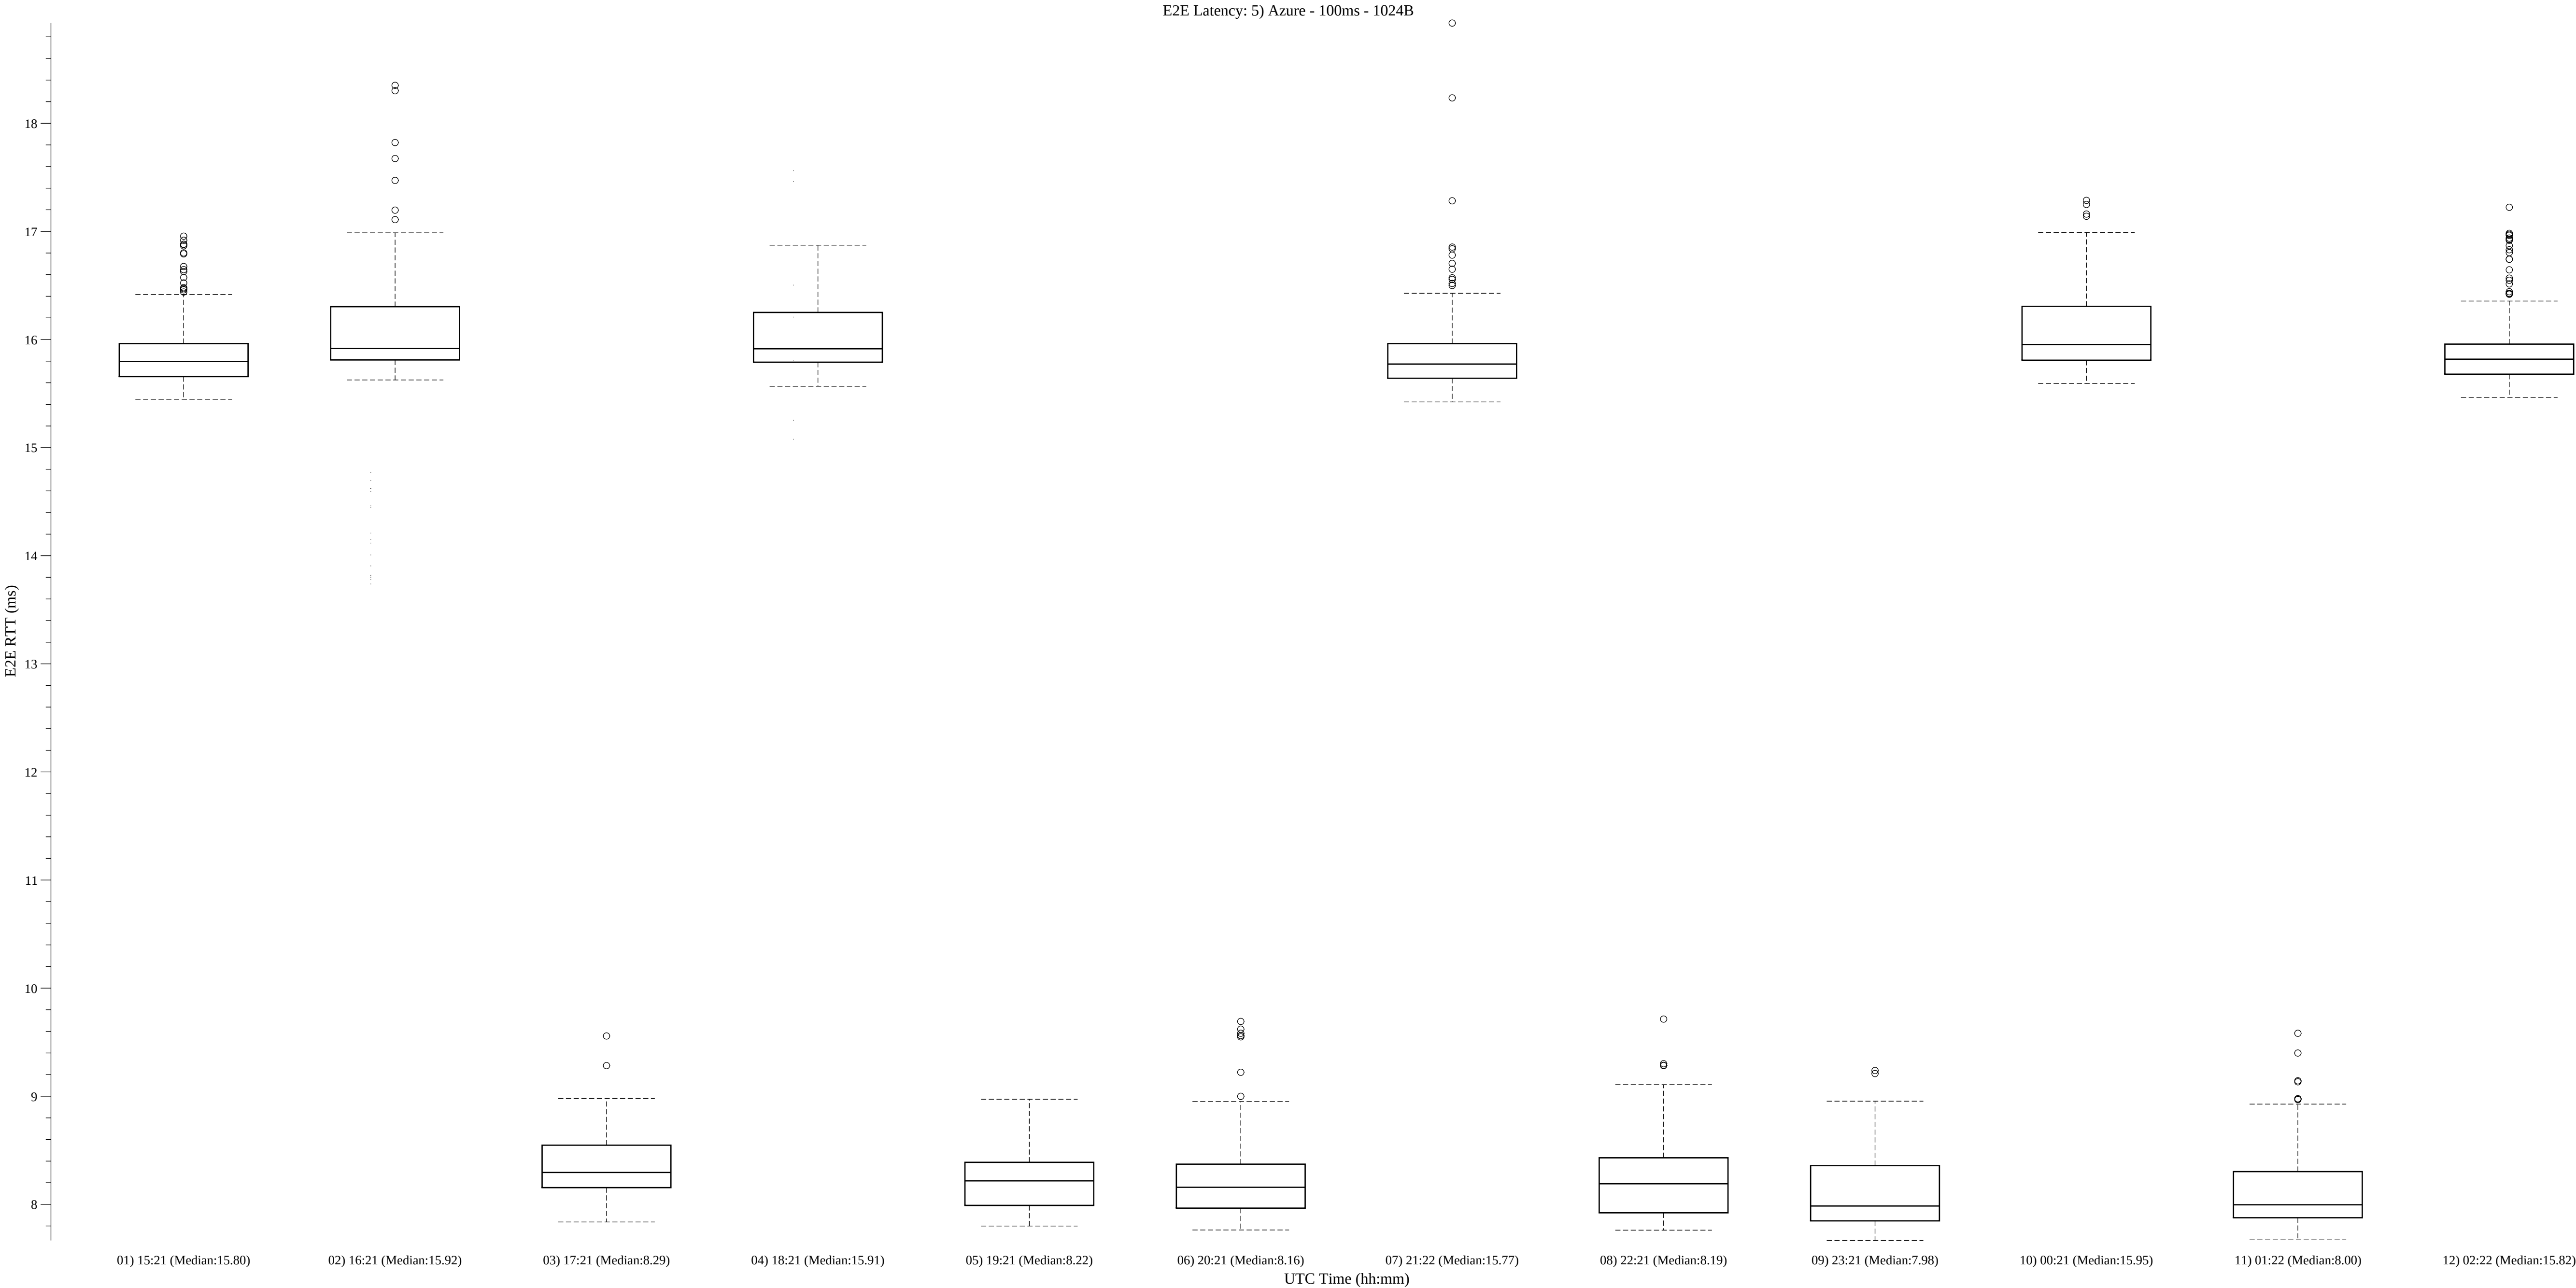 E2E Latency: 5) Azure - 100ms - 1024B
18
17
16
15
14
13
12
11
10
9
8
E2E RTT (ms)
01) 15:21 (Median:15.80)
02) 16:21 (Median:15.92)
03) 17:21 (Median:8.29)
04) 18:21 (Median:15.91)
05) 19:21 (Median:8.22)
06) 20:21 (Median:8.16)
07) 21:22 (Median:15.77)
08) 22:21 (Median:8.19)
09) 23:21 (Median:7.98)
10) 00:21 (Median:15.95)
11) 01:22 (Median:8.00)
12) 02:22 (Median:15.82)
UTC Time (hh:mm)